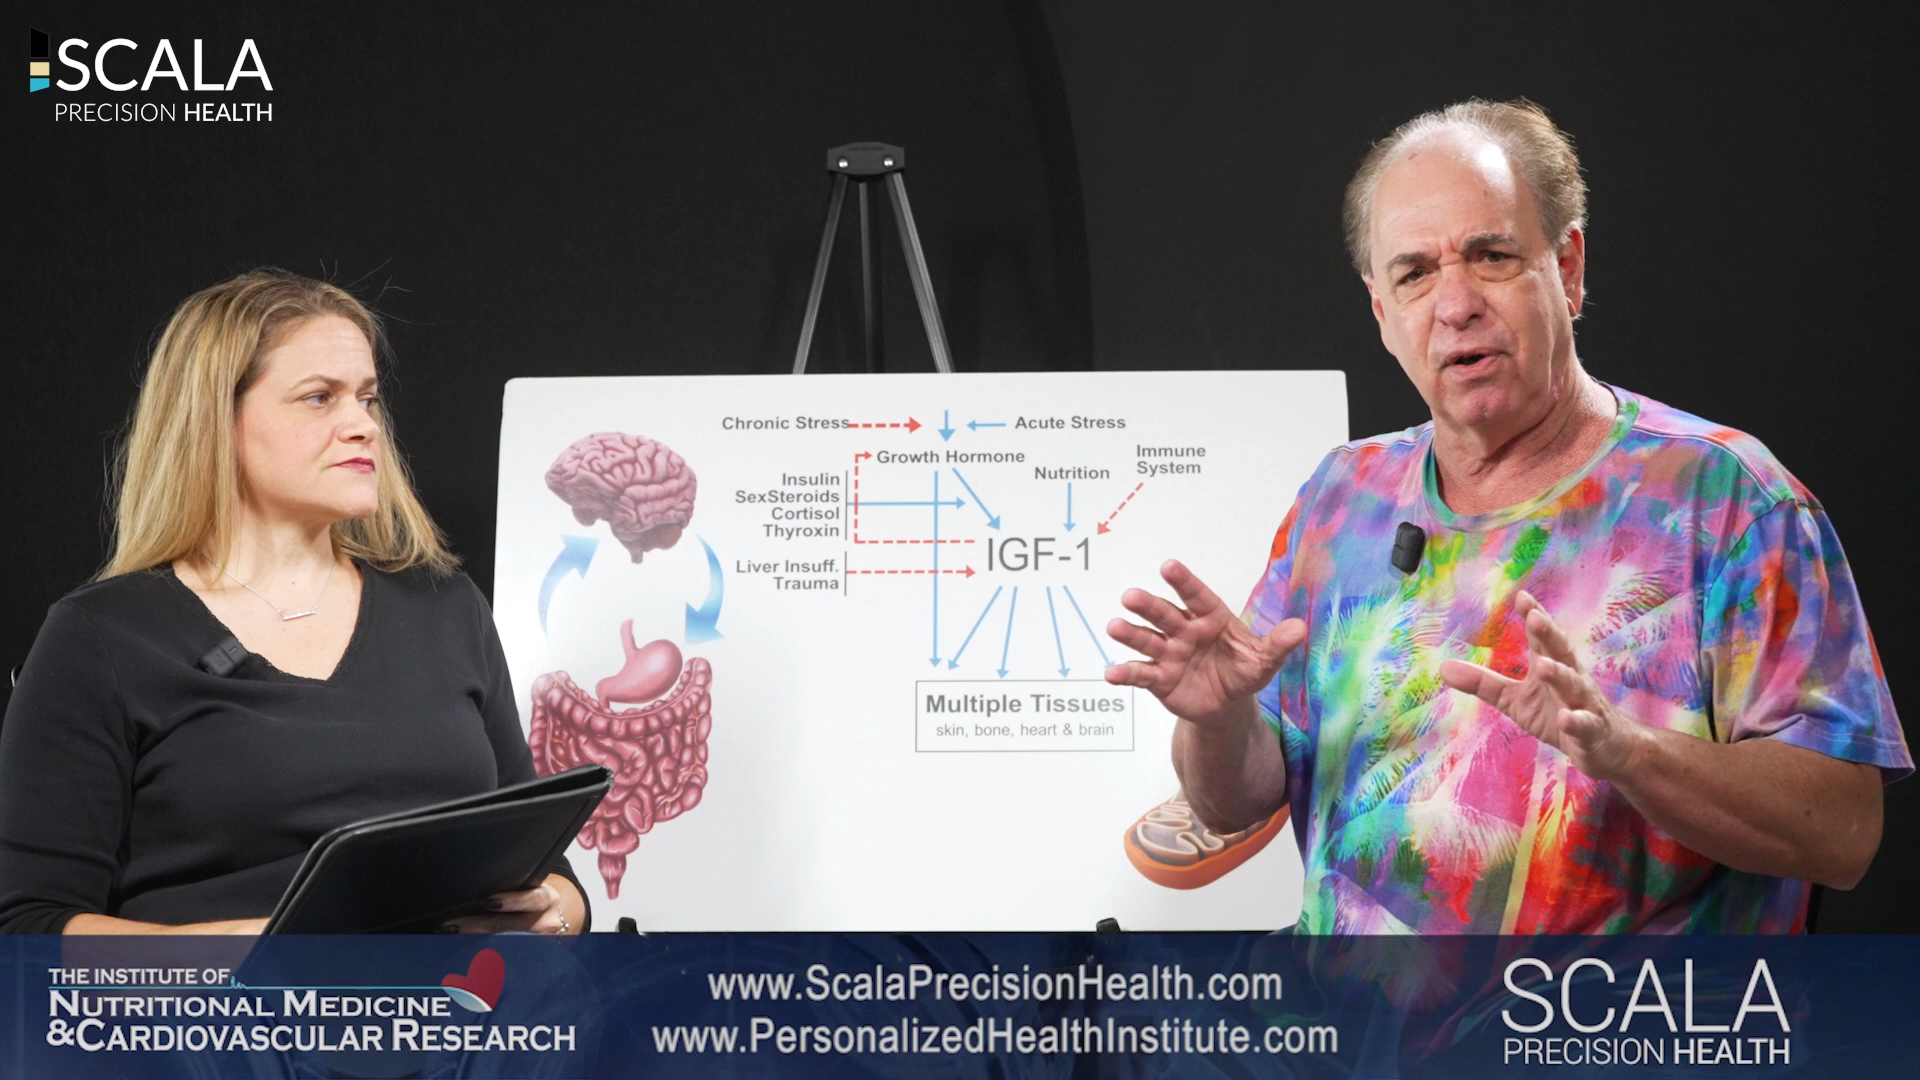 SCALA
PRECISION HEALTH
Chronic Stress
Acute Stress
Growth Hormone
Immune
System
Nutrition
Insulin
SexSteroids
Cortisol
Thyroxin
IGF-1
Liver Insuff.
Trauma
Multiple Tissues
skin, bone, heart & brain
THE INSTITUTE OF
NUTRITIONAL MEDICINE
&CARDIOVASCULAR RESEARCH
www.ScalaPrecisionHealth.com
www.PersonalizedHealthInstitute.com
SCALA
PRECISION HEALTH